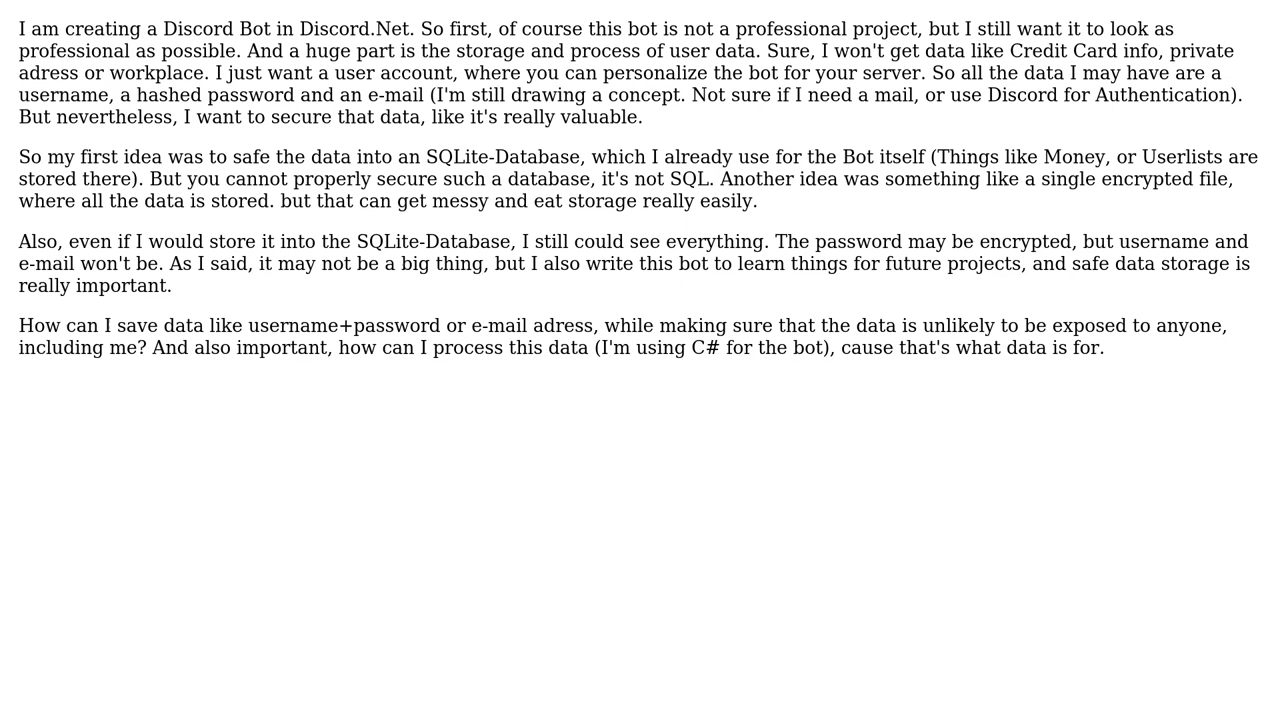 I am creating a Discord Bot in Discord.Net. So first, of course this bot is not a professional project, but I still want it to look as
professional as possible. And a huge part is the storage and process of user data. Sure, I won't get data like Credit Card info, private
adress or workplace. I just want a user account, where you can personalize the bot for your server. So all the data I may have are a
username, a hashed password and an e-mail (I'm still drawing a concept. Not sure if I need a mail, or use Discord for Authentication).
But nevertheless, I want to secure that data, like it's really valuable.
So my first idea was to safe the data into an SQLite-Database, which I already use for the Bot itself (Things like Money, or Userlists are
stored there). But you cannot properly secure such a database, it's not SQL. Another idea was something like a single encrypted file,
where all the data is stored. but that can get messy and eat storage really easily.
Also, even if I would store it into the SQLite-Database, I still could see everything. The password may be encrypted, but username and
e-mail won't be. As I said, it may not be a big thing, but I also write this bot to learn things for future projects, and safe data storage is
really important.
How can I save data like username+password or e-mail adress, while making sure that the data is unlikely to be exposed to anyone,
including me? And also important, how can I process this data (I'm using C# for the bot), cause that's what data is for.